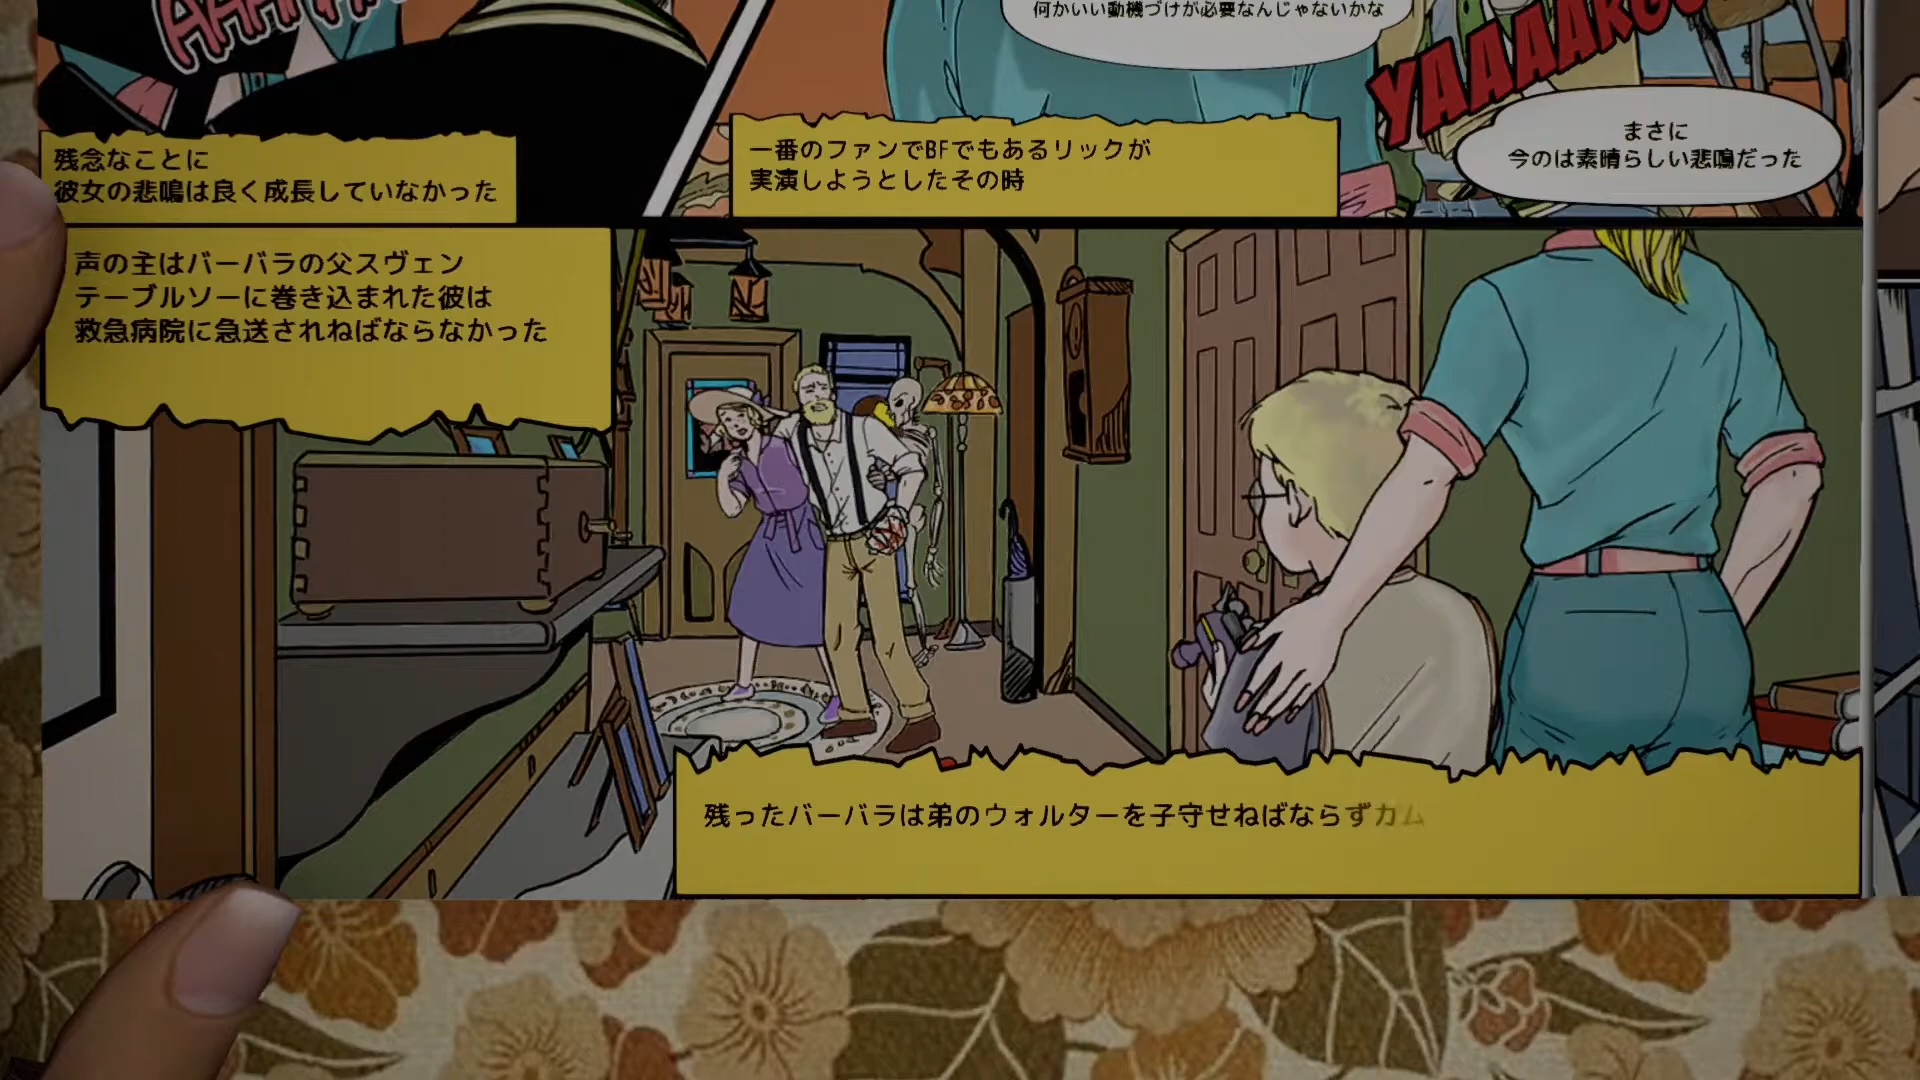 何かいい動機づけが必要なんじゃないかな
残念なことに
彼女の悲鳴は良く成長していなかった
一番のファンでBFでもあるリックが
実演しようとしたその時
まさに
今のは素晴らしい悲鳴だった
声の主はバーバラの父スヴェン
テーブルソーに巻き込まれた彼は
救急病院に急送されねばならなかった
残ったバーバラは弟のウォルターを子守せねばならずカム